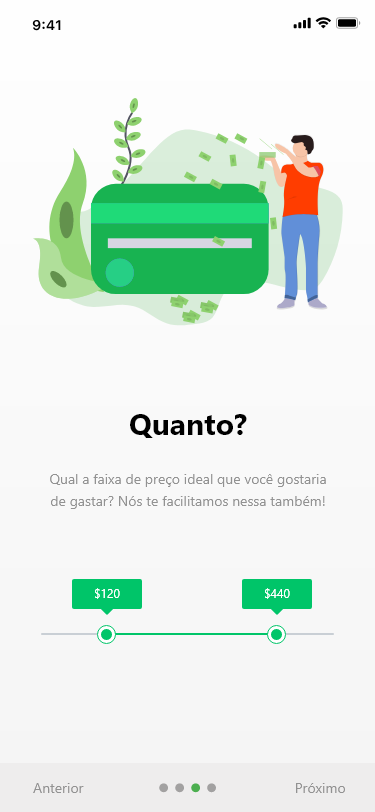 9:41
Quanto?
Qual a faixa de preço ideal que você gostaria
de gastar? Nós te facilitamos nessa também!
$120 $440
Anterior Próximo